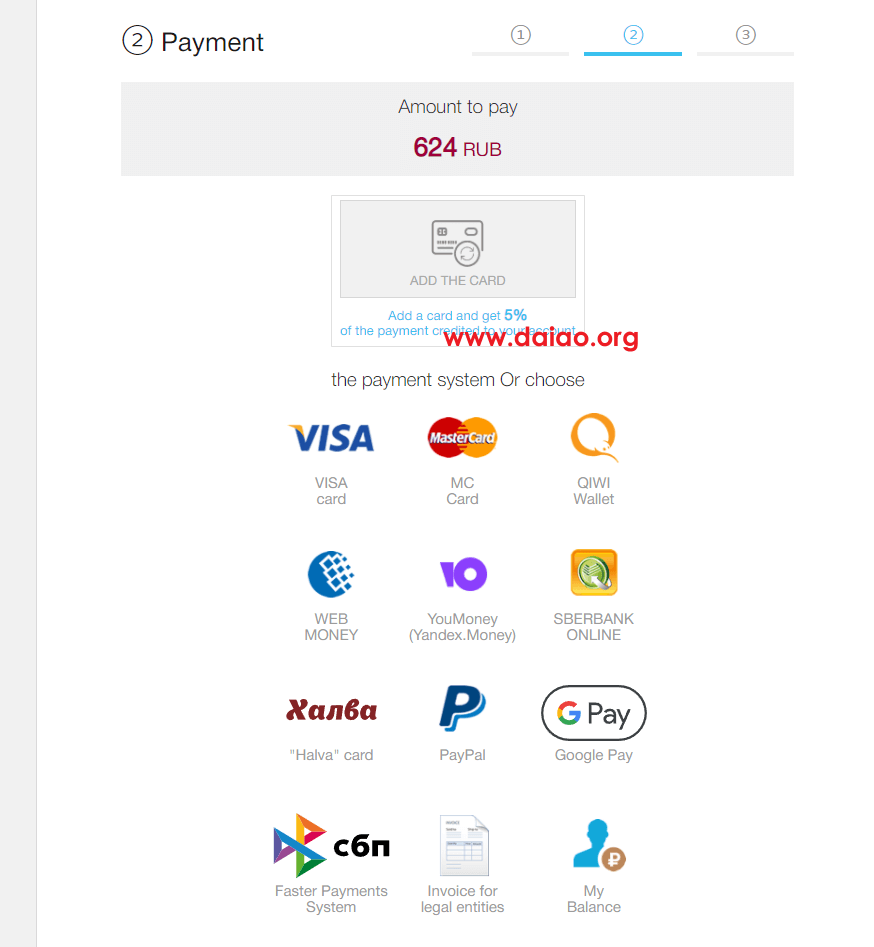 2 Payment
1 2 3
Amount to pay
624 RUB
ADD THE CARD
Add a card and get 5%
of the payment credited to your account
www.daiao.org
the payment system Or choose
VISA MasterCard
VISA MC QIWI
card Card Wallet
WEB YouMoney SBERBANK
MONEY (Yandex.Money) ONLINE
Халва P G Pay
"Halva" card PayPal Google Pay
сбп INVOICE ₽
Faster Payments Invoice for My
System legal entities Balance